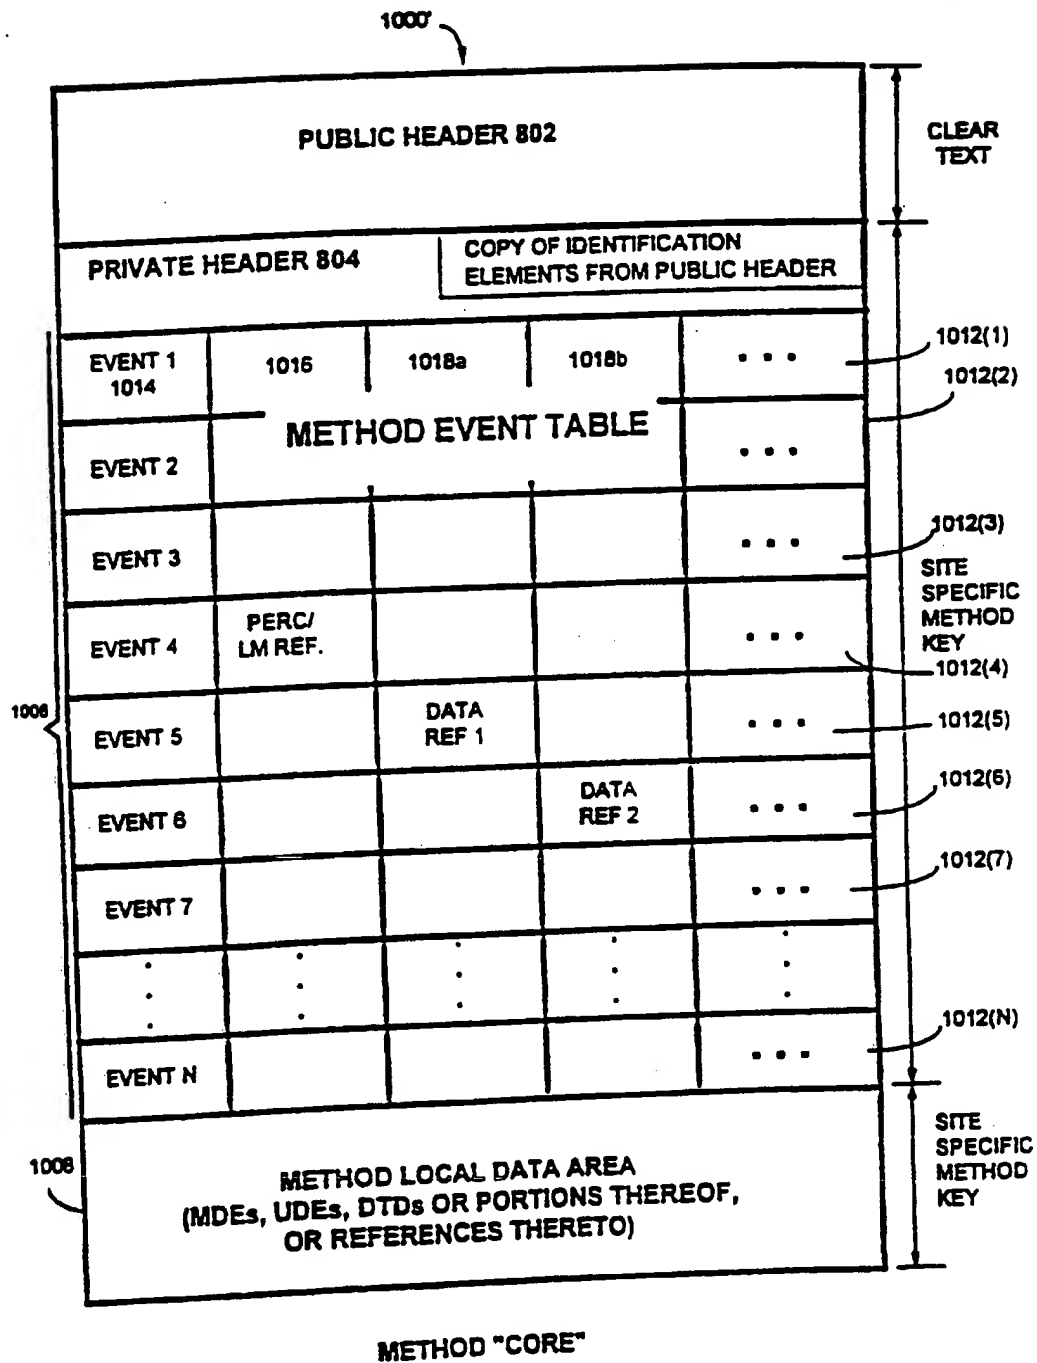 1000'
PUBLIC HEADER 802
CLEAR
TEXT
PRIVATE HEADER 804
COPY OF IDENTIFICATION
ELEMENTS FROM PUBLIC HEADER
EVENT 1
1014
1016
1018a
1018b
• • •
1012(1)
1012(2)
METHOD EVENT TABLE
EVENT 2
• • •
EVENT 3
• • •
1012(3)
SITE
SPECIFIC
METHOD
KEY
EVENT 4
PERC/
LM REF.
• • •
1012(4)
1006
EVENT 5
DATA
REF 1
• • •
1012(5)
EVENT 6
DATA
REF 2
• • •
1012(6)
EVENT 7
• • •
1012(7)
EVENT N
• • •
1012(N)
1008
METHOD LOCAL DATA AREA
(MDEs, UDEs, DTDs OR PORTIONS THEREOF,
OR REFERENCES THERETO)
SITE
SPECIFIC
METHOD
KEY
METHOD "CORE"